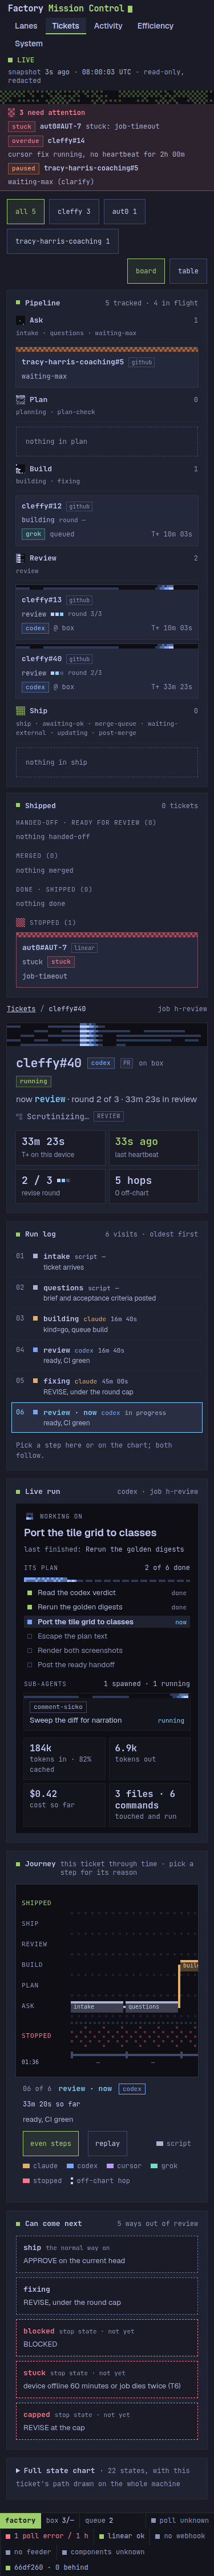 Factory Mission Control
Lanes Tickets Activity Efficiency
System
LIVE
snapshot 3s ago · 08:00:03 UTC · read-only,
redacted
3 need attention
stuck aut0#AUT-7 stuck: job-timeout
overdue cleffy#14
cursor fix running, no heartbeat for 2h 00m
paused tracy-harris-coaching#5
waiting-max (clarify)
all 5 cleffy 3 aut0 1
tracy-harris-coaching 1
board table
Pipeline 5 tracked · 4 in flight
Ask 1
intake · questions · waiting-max
tracy-harris-coaching#5 github
waiting-max
Plan 0
planning · plan-check
nothing in plan
Build 1
building · fixing
cleffy#12 github
building round —
grok queued T+ 10m 03s
Review 2
review
cleffy#13 github
review round 3/3
codex @ box T+ 10m 03s
cleffy#40 github
review round 2/3
codex @ box T+ 33m 23s
Ship 0
ship · awaiting-ok · merge-queue · waiting-
external · updating · post-merge
nothing in ship
Shipped 0 tickets
HANDED-OFF · READY FOR REVIEW (0)
nothing handed-off
MERGED (0)
nothing merged
DONE · SHIPPED (0)
nothing done
STOPPED (1)
aut0#AUT-7 linear
stuck stuck
job-timeout
Tickets / cleffy#40 job h-review
cleffy#40 codex PR on box
running
now review · round 2 of 3 · 33m 23s in review
Scrutinizing… REVIEW
33m 23s
T+ on this device
33s ago
last heartbeat
2 / 3
revise round
5 hops
0 off-chart
Run log 6 visits · oldest first
01 intake script —
ticket arrives
02 questions script —
brief and acceptance criteria posted
03 building claude 16m 40s
kind=go, queue build
04 review codex 16m 40s
ready, CI green
05 fixing claude 45m 00s
REVISE, under the round cap
06 review · now codex in progress
ready, CI green
Pick a step here or on the chart; both
follow.
Live run codex · job h-review
WORKING ON
Port the tile grid to classes
last finished: Rerun the golden digests
ITS PLAN 2 of 6 done
Read the codex verdict done
Rerun the golden digests done
Port the tile grid to classes now
Escape the plan text
Render both screenshots
Post the ready handoff
SUB-AGENTS 1 spawned · 1 running
comment-sicko
Sweep the diff for narration running
184k
tokens in · 82%
cached
6.9k
tokens out
$0.42
cost so far
3 files · 6
commands
touched and run
Journey this ticket through time · pick a
step for its reason
SHIPPED
SHIP
REVIEW
BUILD
PLAN
ASK
STOPPED
buil
intake questions
01:36 — —
06 of 6 review · now codex
33m 20s so far
ready, CI green
even steps replay script
claude codex cursor grok
stopped off-chart hop
Can come next 5 ways out of review
ship the normal way on
APPROVE on the current head
fixing
REVISE, under the round cap
blocked stop state · not yet
BLOCKED
stuck stop state · not yet
device offline 60 minutes or job dies twice (T6)
capped stop state · not yet
REVISE at the cap
Full state chart · 22 states, with this
ticket's path drawn on the whole machine
factory box 3/— queue 2 poll unknown
1 poll error / 1 h linear ok no webhook
no feeder components unknown
66df260 · 0 behind